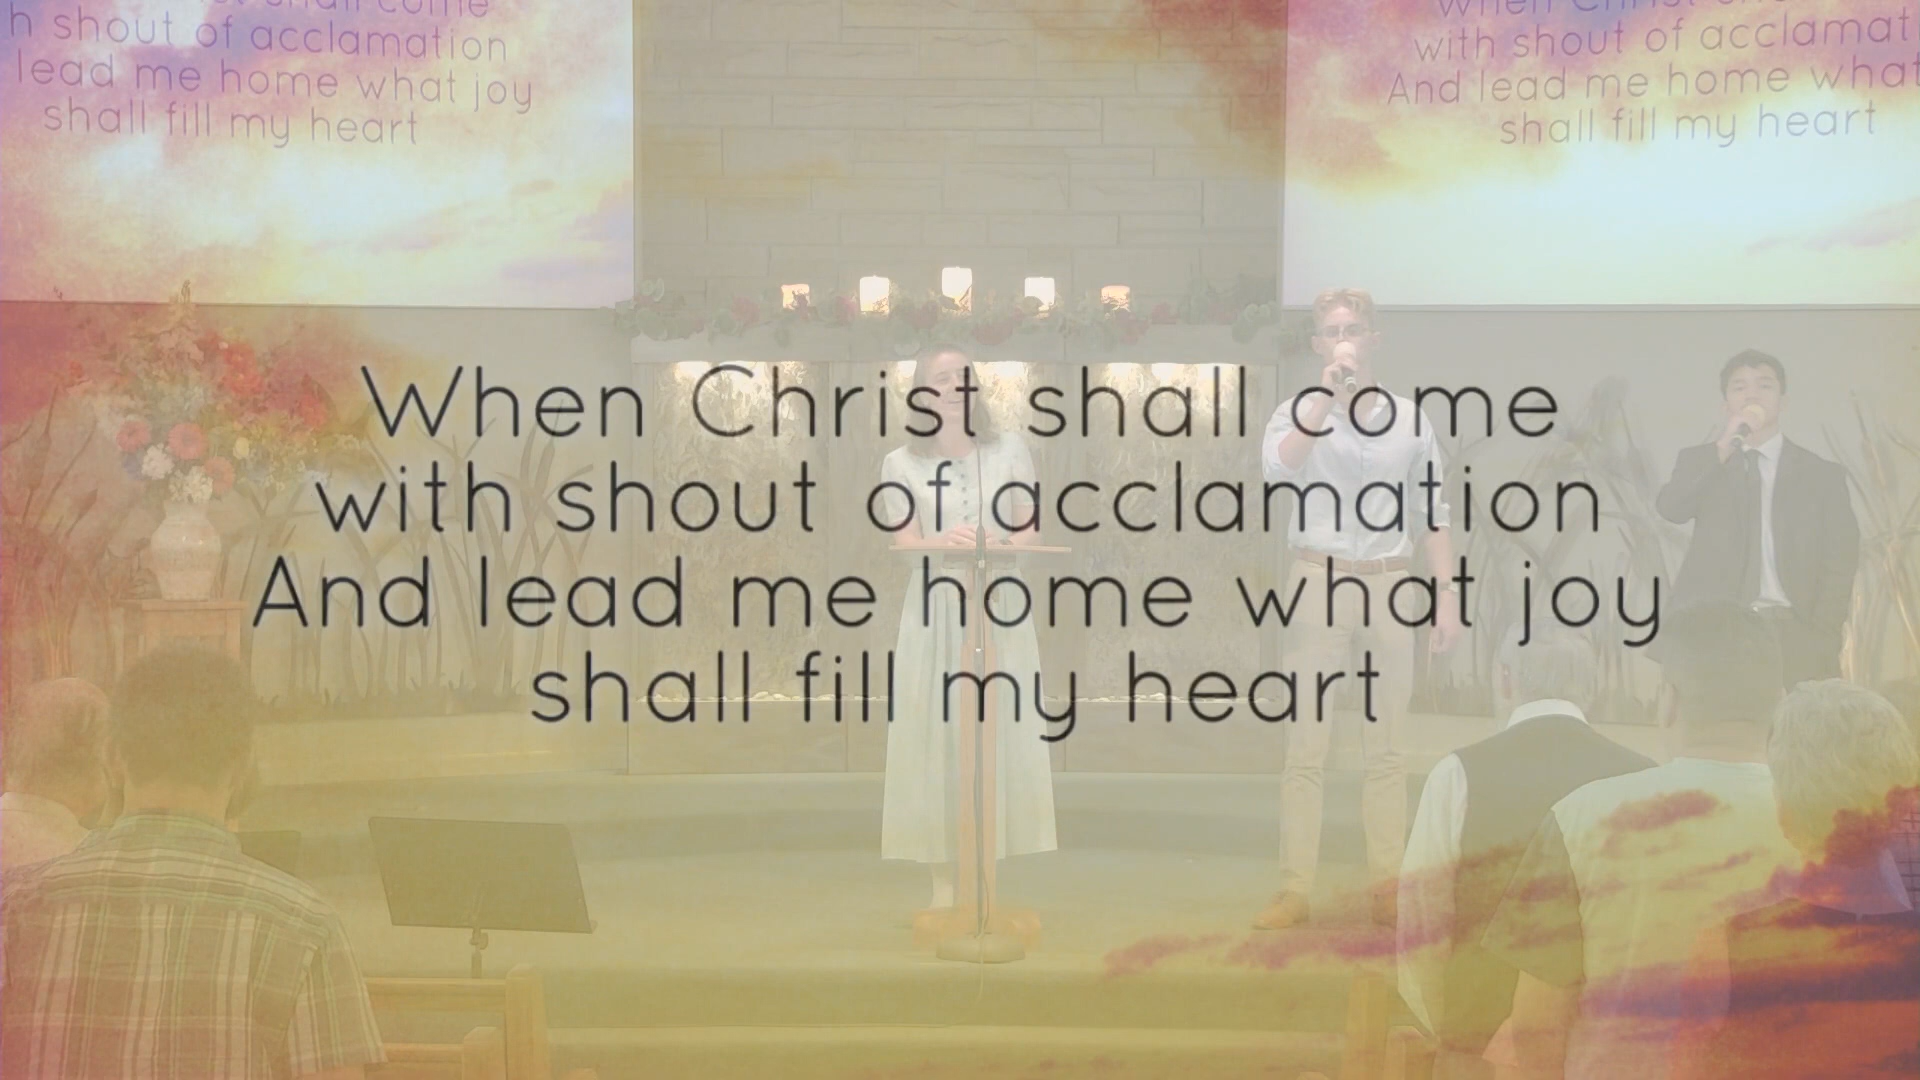 h shout of acclamation
lead me home what joy
shall fill my heart
When Christ
with shout of acclamat
And lead me home what
shall fill my heart
When Christ shall come
with shout of acclamation
And lead me home what joy
shall fill my heart